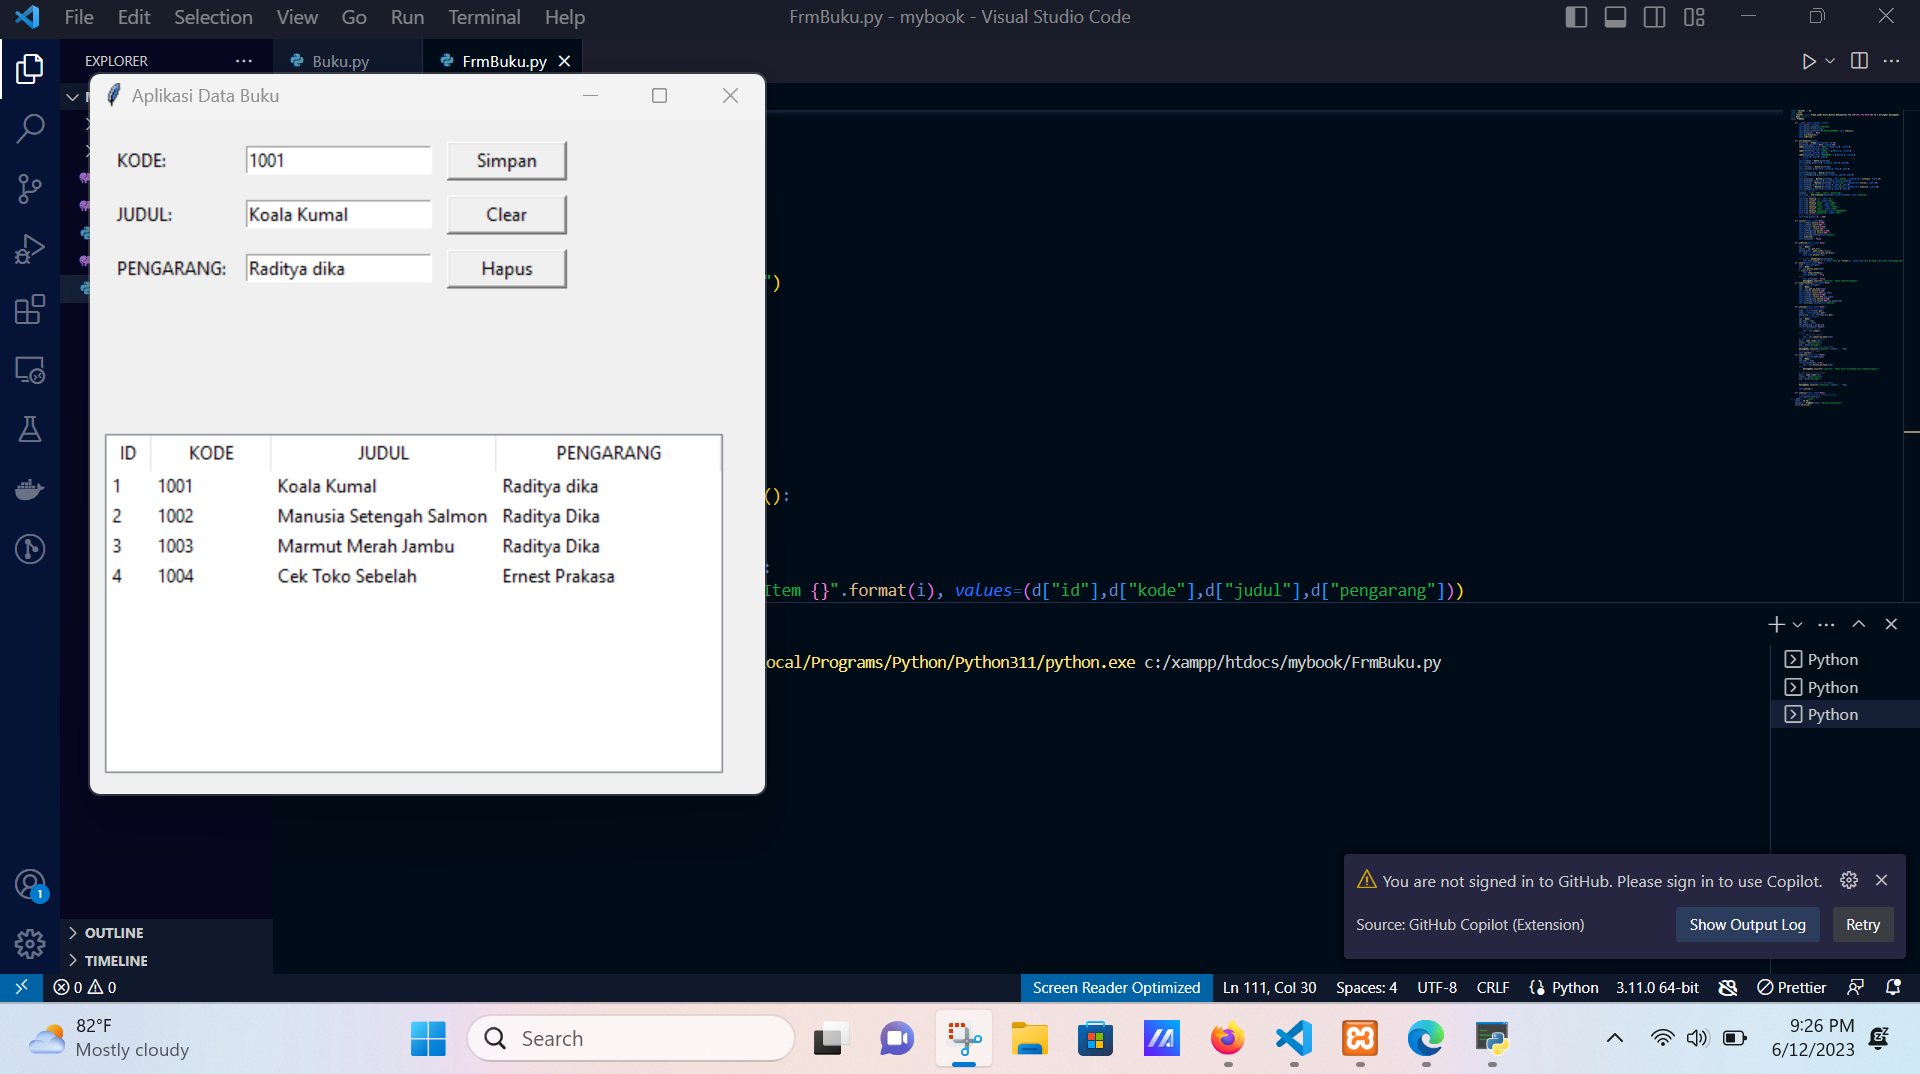 File Edit Selection View Go Run Terminal Help
FrmBuku.py - mybook - Visual Studio Code
EXPLORER
Buku.py
FrmBuku.py
Aplikasi Data Buku
KODE:
1001
Simpan
JUDUL:
Koala Kumal
Clear
PENGARANG:
Raditya dika
Hapus
")
():
:
Item {}".format(i), values=(d["id"],d["kode"],d["judul"],d["pengarang"]))
ID KODE JUDUL PENGARANG
1 1001 Koala Kumal Raditya dika
2 1002 Manusia Setengah Salmon Raditya Dika
3 1003 Marmut Merah Jambu Raditya Dika
4 1004 Cek Toko Sebelah Ernest Prakasa
ocal/Programs/Python/Python311/python.exe c:/xampp/htdocs/mybook/FrmBuku.py
Python
Python
Python
You are not signed in to GitHub. Please sign in to use Copilot.
Source: GitHub Copilot (Extension)
Show Output Log
Retry
1
OUTLINE
TIMELINE
0 0
Screen Reader Optimized
Ln 111, Col 30
Spaces: 4
UTF-8
CRLF
Python
3.11.0 64-bit
Prettier
82°F
Mostly cloudy
Search
9:26 PM
6/12/2023